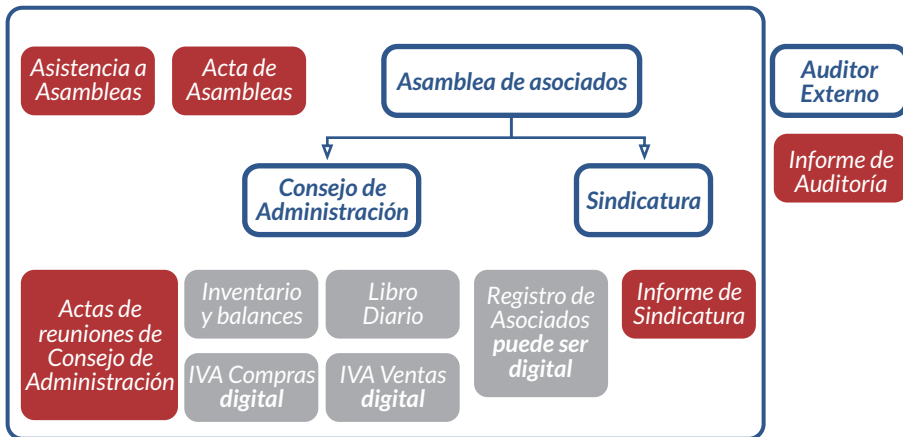 Asistencia a
Asambleas
Acta de
Asambleas
Asamblea de asociados
Auditor
Externo
Informe de
Auditoría
Consejo de
Administración
Sindicatura
Actas de
reuniones de
Consejo de
Administración
Inventario
y balances
Libro
Diario
Registro de
Asociados
puede ser
digital
Informe de
Sindicatura
IVA Compras
digital
IVA Ventas
digital